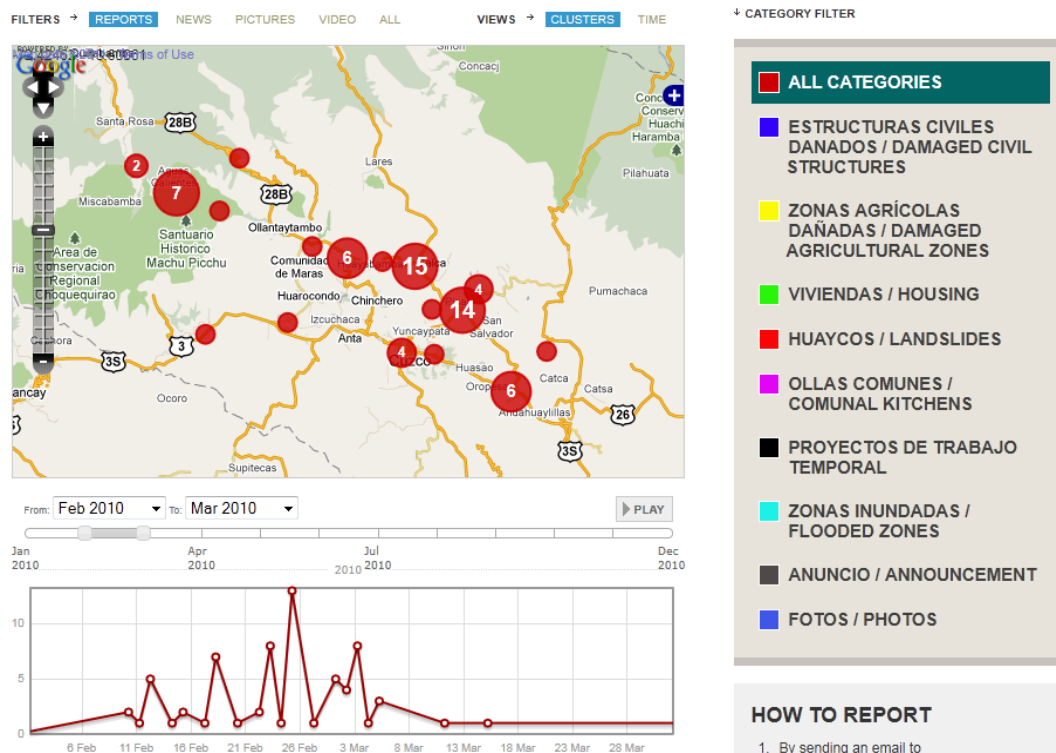 FILTERS → REPORTS NEWS PICTURES VIDEO ALL
VIEWS → CLUSTERS TIME
POWERED BY
Google
Terms of Use
Concacj
Santa Rosa
28B
Lares
Pilahuata
Haramba
2
7
Miscabamba
28B
Santuario
Historico
Machu Picchu
Ollantaytambo
Area de
Conservacion
Regional
Choquequirao
Comunidad
de Maras
6
15
4
14
Pumachaca
Huarocondo
Chinchero
Izcuchaca
Anta
Yuncaypata
San
Salvador
3
3S
4
Cuzco
Huasao
Catca
Catsa
6
Andahuaylillas
26
Ocoro
3S
Supitecas
From: Feb 2010 To: Mar 2010
PLAY
Jan
2010
Apr
2010
Jul
2010
Dec
2010
2010
10
5
0
6 Feb 11 Feb 16 Feb 21 Feb 26 Feb 3 Mar 8 Mar 13 Mar 18 Mar 23 Mar 28 Mar
↓ CATEGORY FILTER
ALL CATEGORIES
ESTRUCTURAS CIVILES
DANADOS / DAMAGED CIVIL
STRUCTURES
ZONAS AGRÍCOLAS
DAÑADAS / DAMAGED
AGRICULTURAL ZONES
VIVIENDAS / HOUSING
HUAYCOS / LANDSLIDES
OLLAS COMUNES /
COMUNAL KITCHENS
PROYECTOS DE TRABAJO
TEMPORAL
ZONAS INUNDADAS /
FLOODED ZONES
ANUNCIO / ANNOUNCEMENT
FOTOS / PHOTOS
HOW TO REPORT
1. By sending an email to